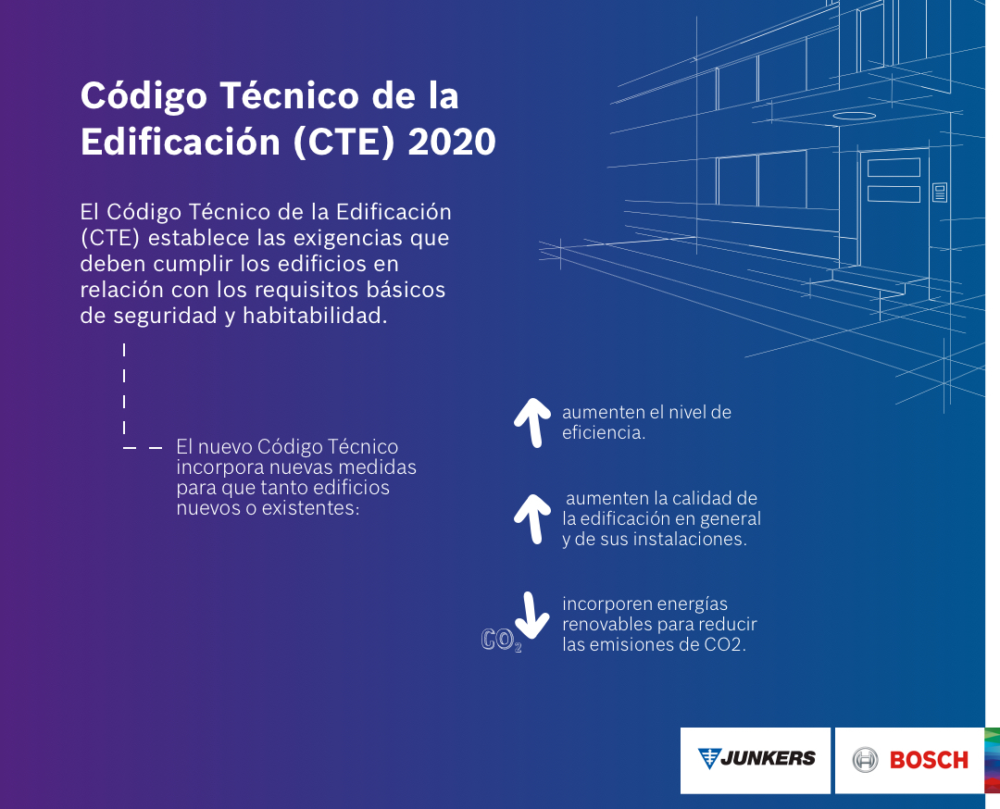 Código Técnico de la
Edificación (CTE) 2020
El Código Técnico de la Edificación
(CTE) establece las exigencias que
deben cumplir los edificios en
relación con los requisitos básicos
de seguridad y habitabilidad.
El nuevo Código Técnico
incorpora nuevas medidas
para que tanto edificios
nuevos o existentes:
aumenten el nivel de
eficiencia.
aumenten la calidad de
la edificación en general
y de sus instalaciones.
CO₂
incorporen energías
renovables para reducir
las emisiones de CO2.
JUNKERS
BOSCH